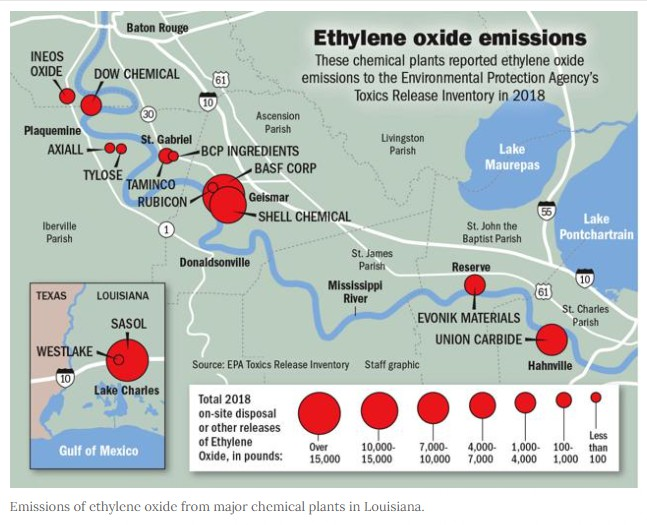 Ethylene oxide emissions
These chemical plants reported ethylene oxide
emissions to the Environmental Protection Agency's
Toxics Release Inventory in 2018
Baton Rouge
INEOS
OXIDE
DOW CHEMICAL
61
10
30
Plaquemine
AXIALL
TYLOSE
St. Gabriel
BCP INGREDIENTS
TAMINCO
BASF CORP
RUBICON
Geismar
SHELL CHEMICAL
Ascension
Parish
Livingston
Parish
Lake
Maurepas
55
Lake
Pontchartrain
Iberville
Parish
1
Donaldsonville
St. James
Parish
Mississippi
River
St. John the
Baptist Parish
Reserve
10
61
EVONIK MATERIALS
St. Charles
Parish
UNION CARBIDE
Hahnville
TEXAS
LOUISIANA
SASOL
WESTLAKE
10
Lake Charles
Gulf of Mexico
Source: EPA Toxics Release Inventory Staff graphic
Total 2018
on-site disposal
or other releases
of Ethylene
Oxide, in pounds:
Over
15,000
10,000-
15,000
7,000-
10,000
4,000-
7,000
1,000-
4,000
100-
1,000
Less
than
100
Emissions of ethylene oxide from major chemical plants in Louisiana.